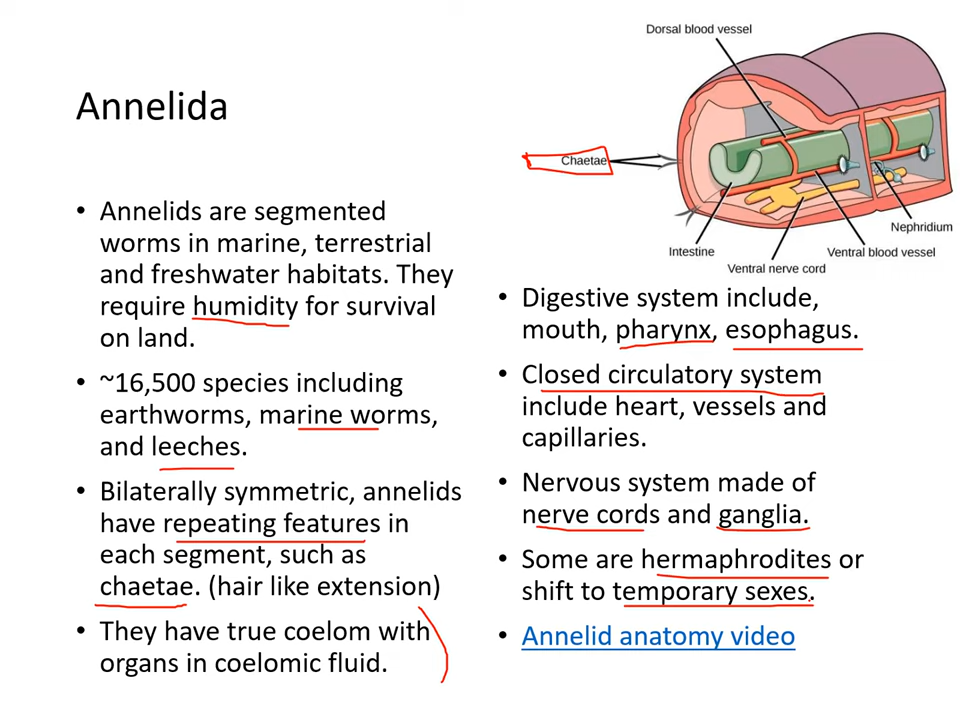 Annelida
• Annelids are segmented
worms in marine, terrestrial
and freshwater habitats. They
require humidity for survival
on land.
• ~16,500 species including
earthworms, marine worms,
and leeches.
• Bilaterally symmetric, annelids
have repeating features in
each segment, such as
chaetae. (hair like extension)
• They have true coelom with
organs in coelomic fluid.
Dorsal blood vessel
Chaetae
Nephridium
Intestine
Ventral blood vessel
Ventral nerve cord
• Digestive system include,
mouth, pharynx, esophagus.
• Closed circulatory system
include heart, vessels and
capillaries.
• Nervous system made of
nerve cords and ganglia.
• Some are hermaphrodites or
shift to temporary sexes.
• Annelid anatomy video